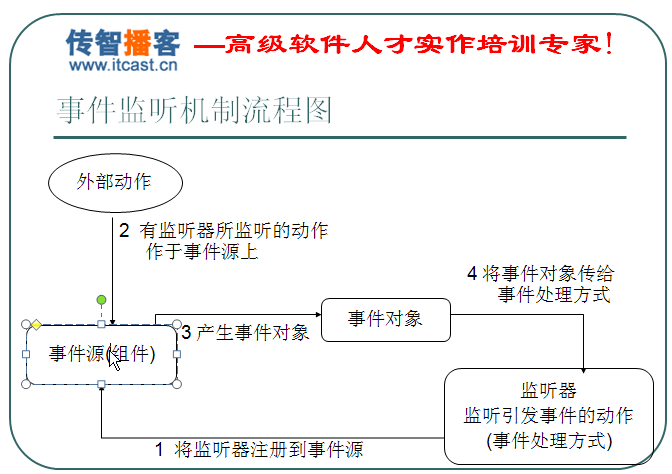 传智播客 —高级软件人才实作培训专家!
www.itcast.cn
事件监听机制流程图
外部动作
2 有监听器所监听的动作
作于事件源上
4 将事件对象传给
事件处理方式
事件对象
3 产生事件对象
事件源(组件)
监听器
监听引发事件的动作
(事件处理方式)
1 将监听器注册到事件源